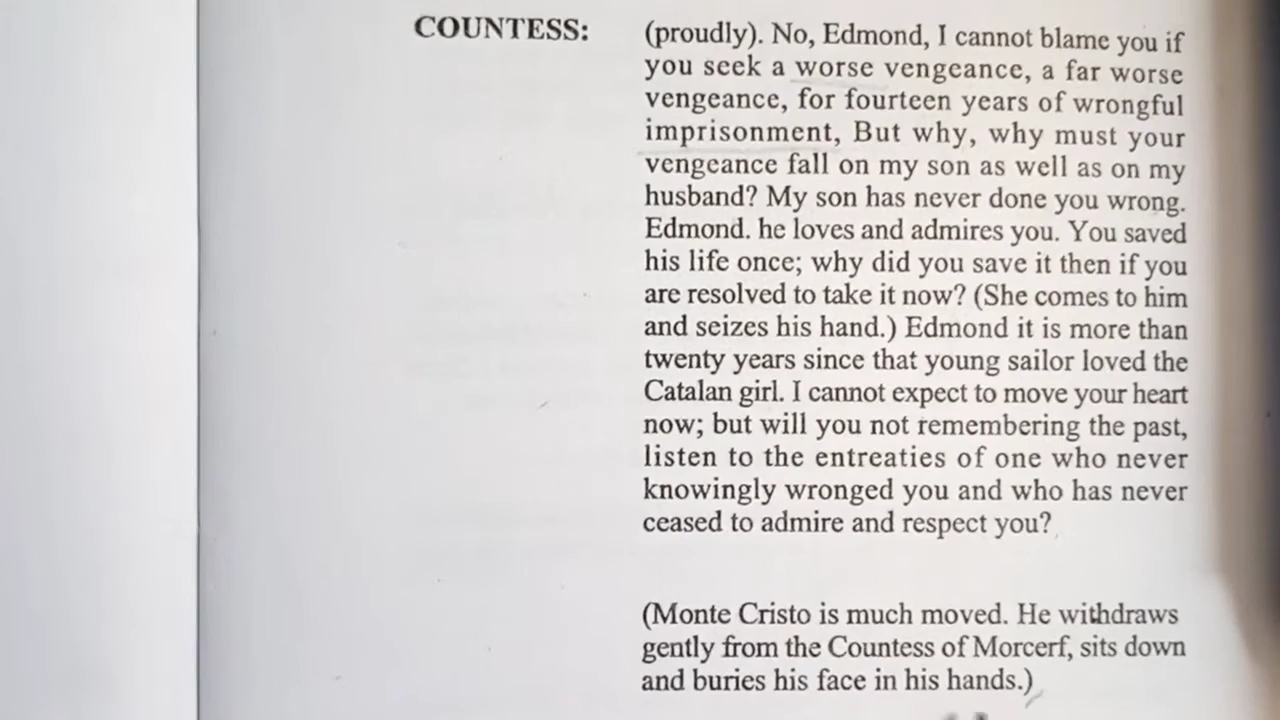 COUNTESS: (proudly). No, Edmond, I cannot blame you if
you seek a worse vengeance, a far worse
vengeance, for fourteen years of wrongful
imprisonment, But why, why must your
vengeance fall on my son as well as on my
husband? My son has never done you wrong.
Edmond. he loves and admires you. You saved
his life once; why did you save it then if you
are resolved to take it now? (She comes to him
and seizes his hand.) Edmond it is more than
twenty years since that young sailor loved the
Catalan girl. I cannot expect to move your heart
now; but will you not remembering the past,
listen to the entreaties of one who never
knowingly wronged you and who has never
ceased to admire and respect you?
(Monte Cristo is much moved. He withdraws
gently from the Countess of Morcerf, sits down
and buries his face in his hands.)